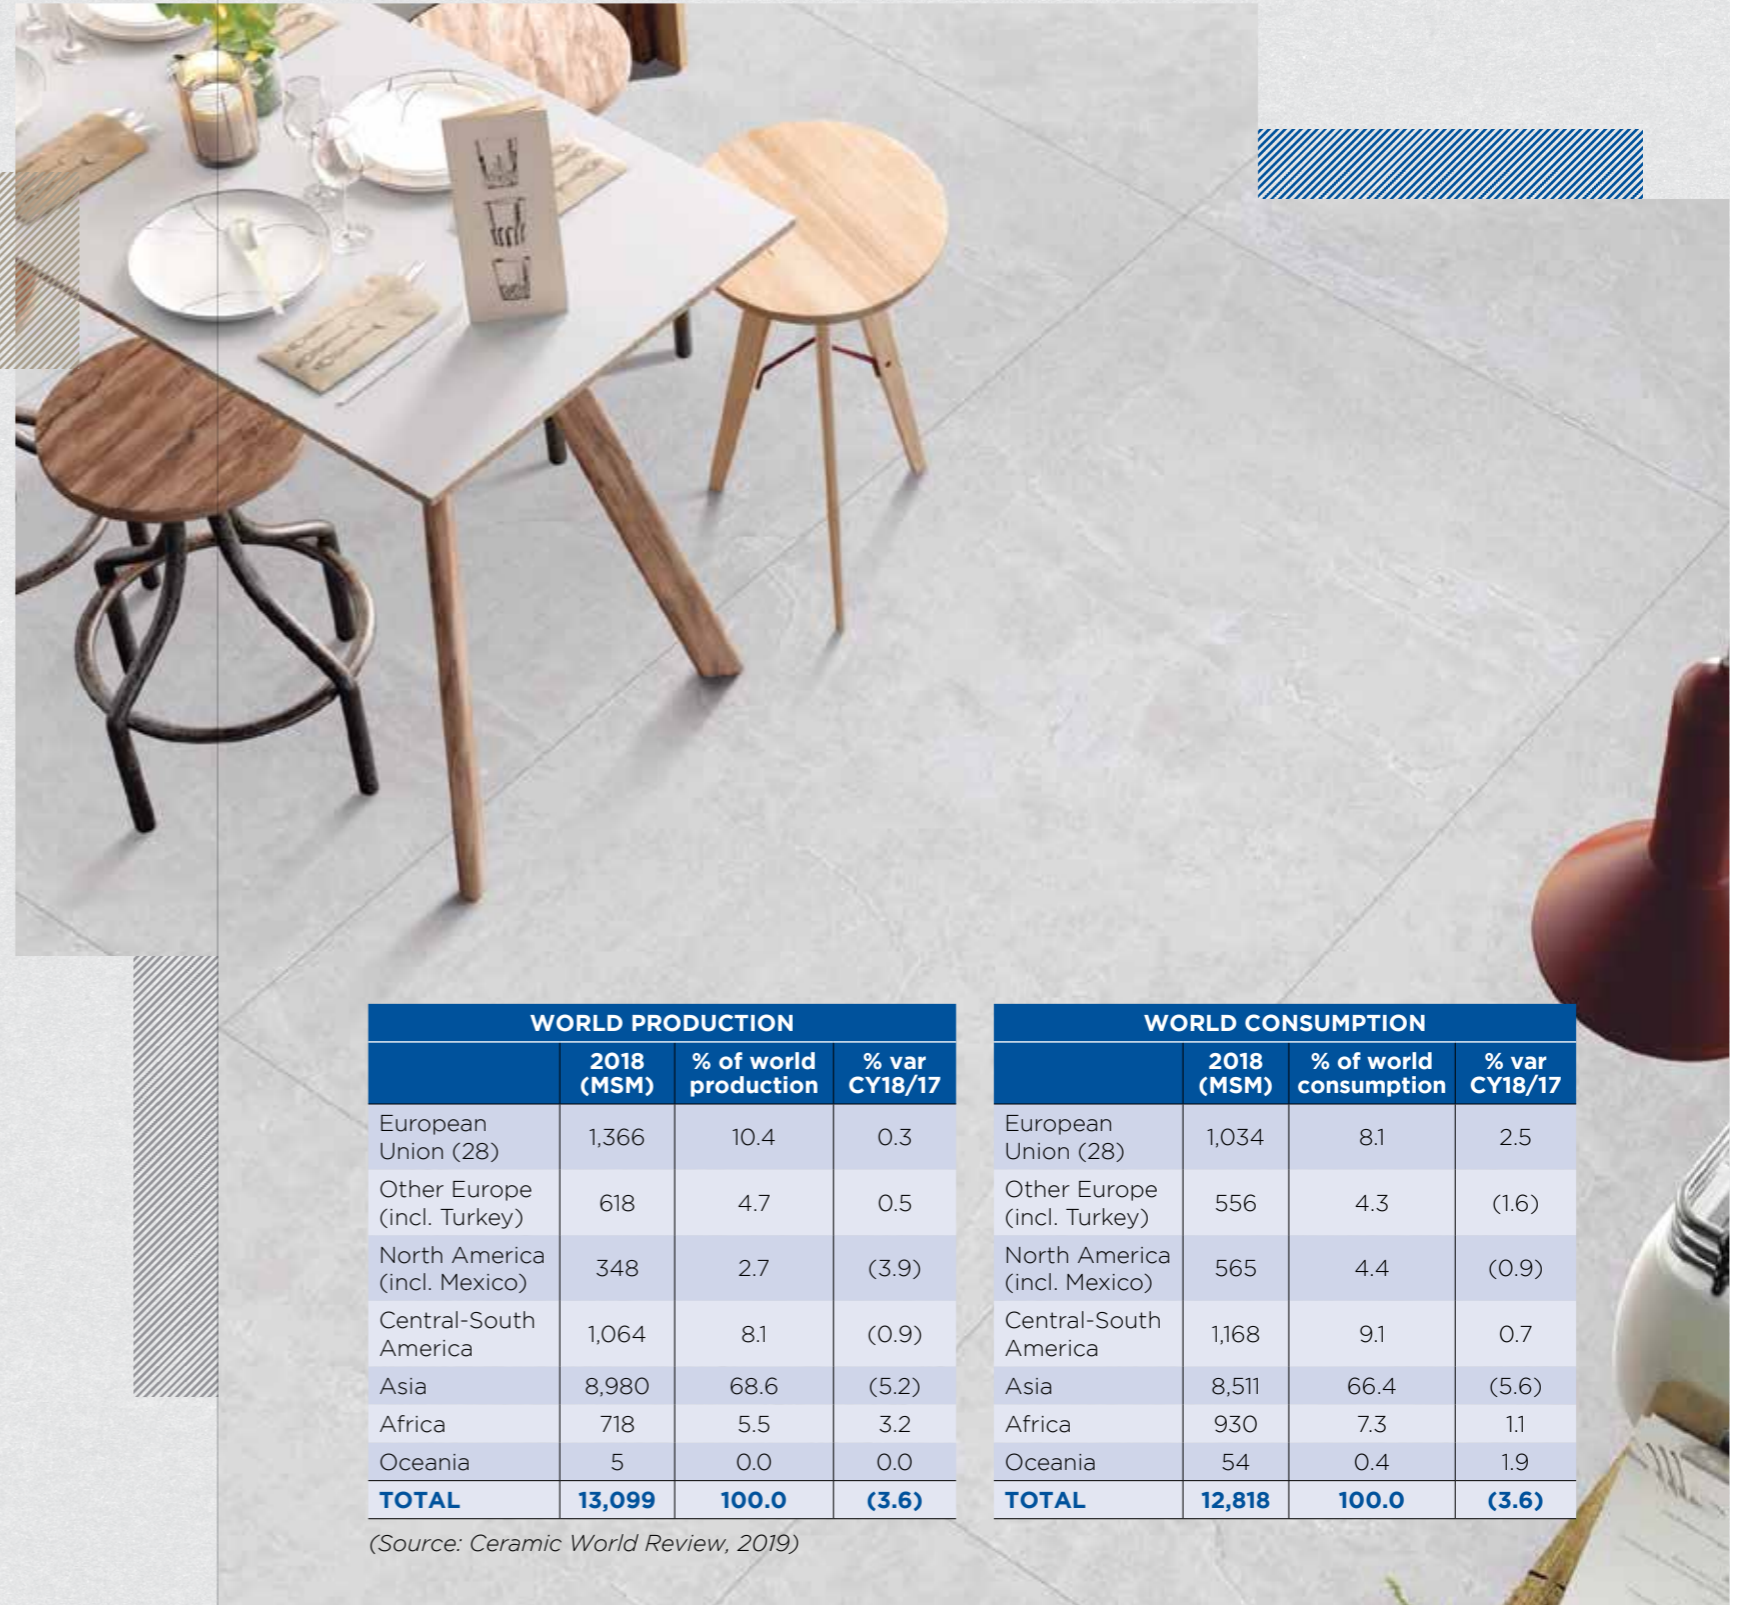 WORLD PRODUCTION
2018 (MSM) % of world production % var CY18/17
European Union (28) 1,366 10.4 0.3
Other Europe (incl. Turkey) 618 4.7 0.5
North America (incl. Mexico) 348 2.7 (3.9)
Central-South America 1,064 8.1 (0.9)
Asia 8,980 68.6 (5.2)
Africa 718 5.5 3.2
Oceania 5 0.0 0.0
TOTAL 13,099 100.0 (3.6)
WORLD CONSUMPTION
2018 (MSM) % of world consumption % var CY18/17
European Union (28) 1,034 8.1 2.5
Other Europe (incl. Turkey) 556 4.3 (1.6)
North America (incl. Mexico) 565 4.4 (0.9)
Central-South America 1,168 9.1 0.7
Asia 8,511 66.4 (5.6)
Africa 930 7.3 1.1
Oceania 54 0.4 1.9
TOTAL 12,818 100.0 (3.6)
(Source: Ceramic World Review, 2019)